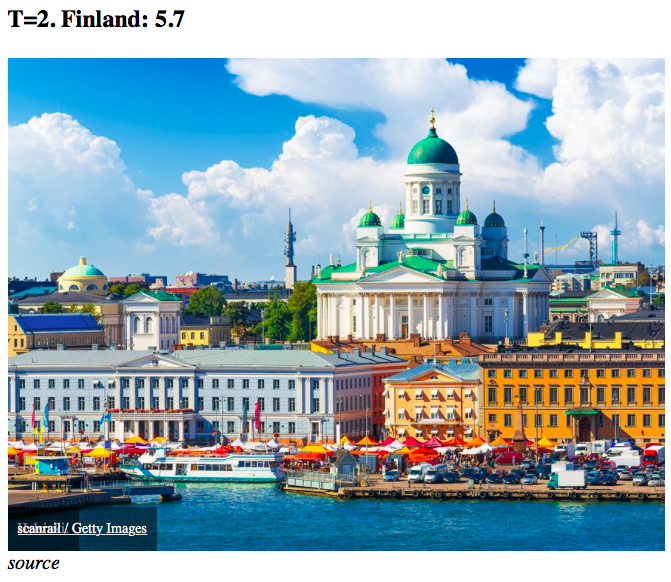 T=2. Finland: 5.7
scanrail / Getty Images
source